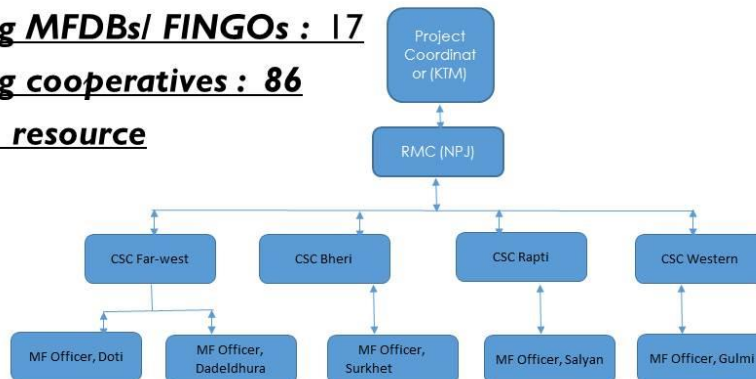 MFDBs/ FINGOs : 17
cooperatives : 86
resource
Project
Coordinat
or (KTM)
RMC (NPJ)
CSC Far-west
CSC Bheri
CSC Rapti
CSC Western
MF Officer, Doti
MF Officer,
Dadeldhura
MF Officer,
Surkhet
MF Officer, Salyan
MF Officer, Gulmi